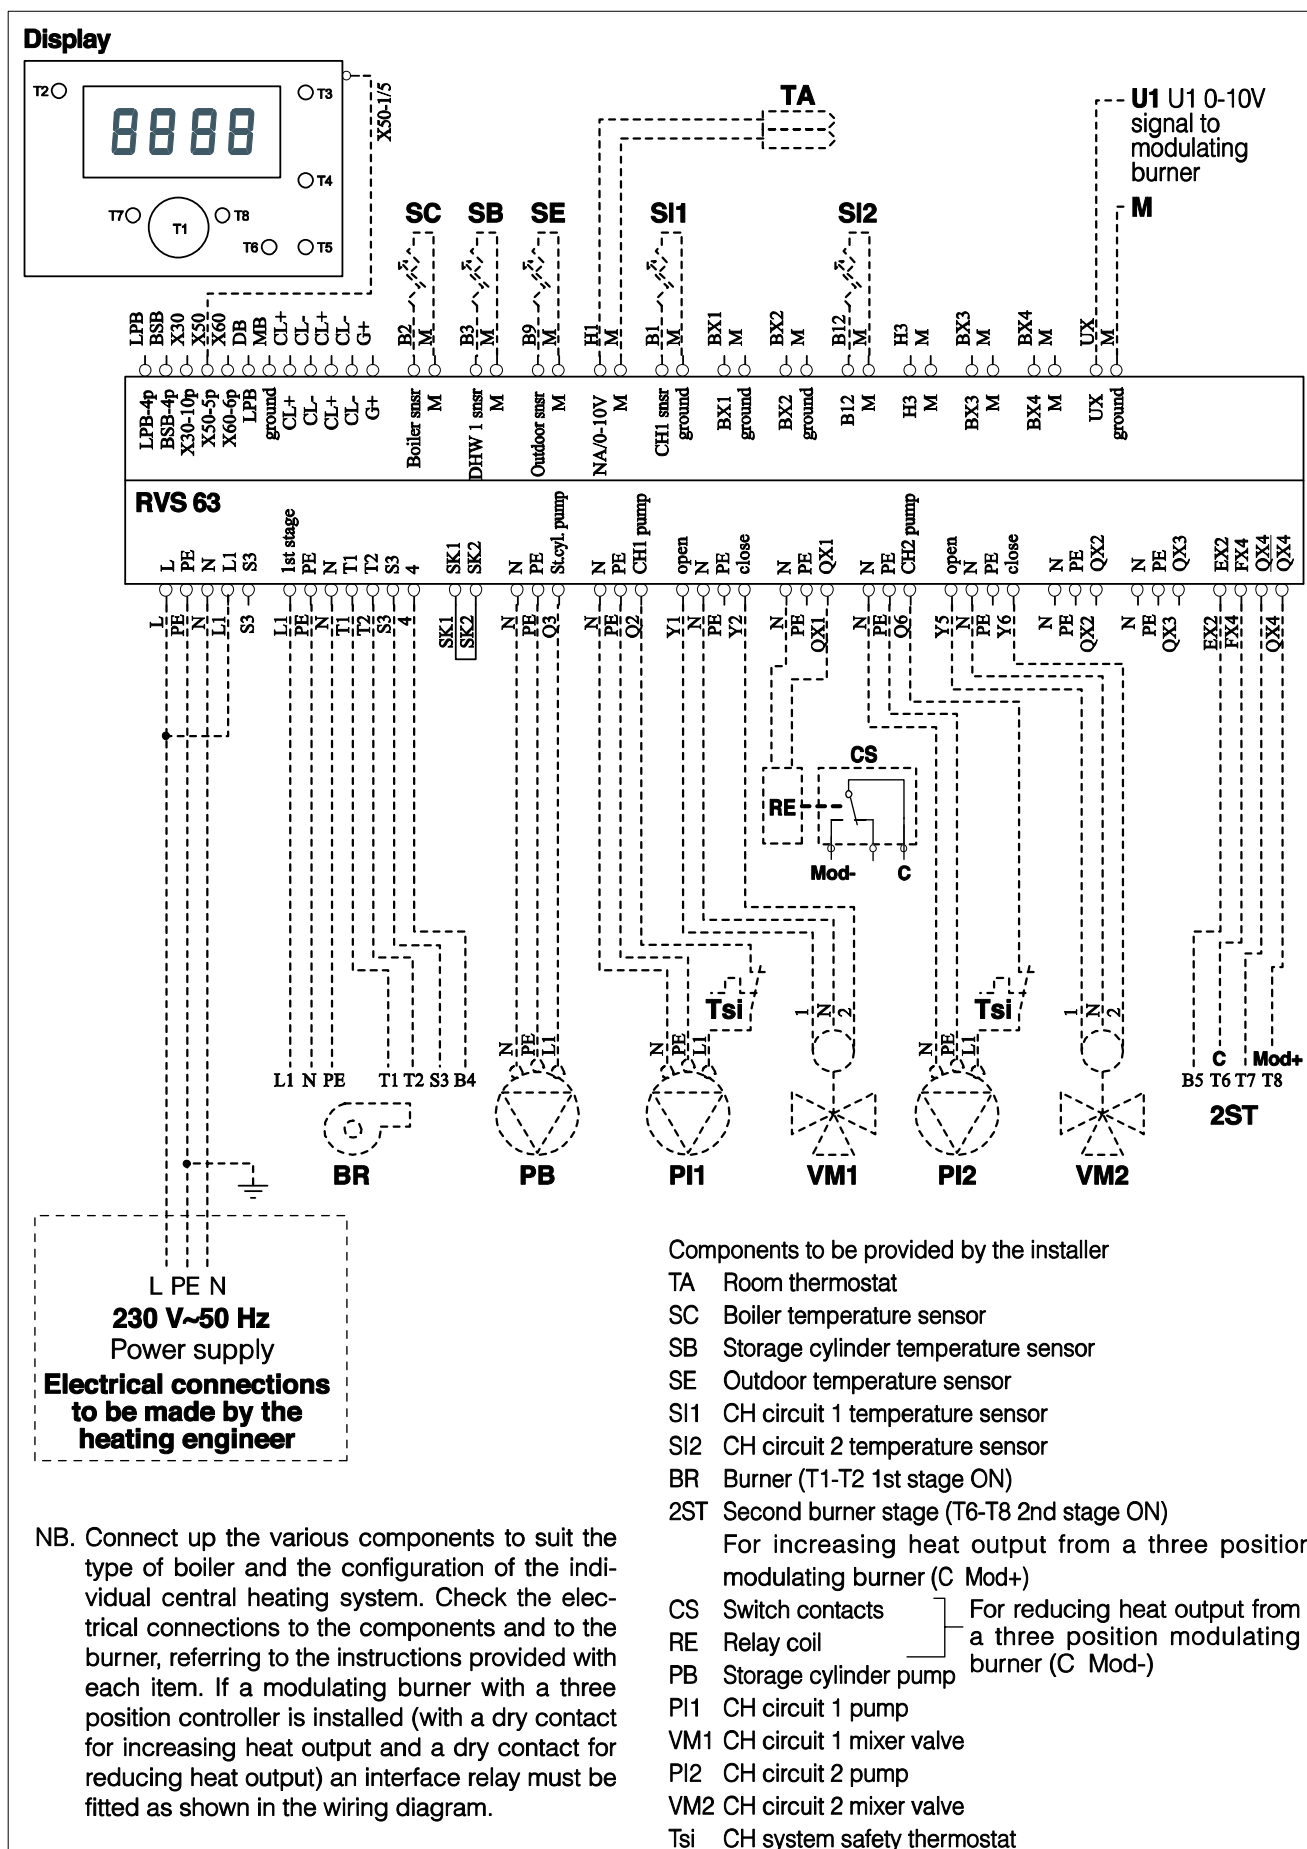 Display
T2
T3
X50-1/5
T4
T7
T8
T1
T6
T5
TA
U1 U1 0-10V
signal to
modulating
burner
M
SC
SB
SE
SI1
SI2
LPB
BSB
X30
X50
X60
DB
MB
CL+
CL-
CL+
CL-
G+
B2
M
B3
M
B9
M
H1
M
B1
M
BX1
M
BX2
M
B12
M
H3
M
BX3
M
BX4
M
UX
M
LPB-4p
BSB-4p
X30-10p
X50-5p
X60-6p
LPB
ground
CL+
CL-
CL+
CL-
G+
Boiler snsr
M
DHW 1 snsr
M
Outdoor snsr
M
NA/0-10V
M
CH1 snsr
ground
BX1
ground
BX2
ground
B12
M
H3
M
BX3
M
BX4
M
UX
ground
RVS 63
L
PE
N
L1
S3
1st stage
PE
N
T1
T2
S3
4
SK1
SK2
N
PE
St.cyl. pump
N
PE
CH1 pump
open
N
PE
close
N
PE
QX1
N
PE
CH2 pump
open
N
PE
close
N
PE
QX2
N
PE
QX3
EX2
FX4
QX4
QX4
L
PE
N
L1
S3
L1
PE
N
T1
T2
S3
4
SK1
SK2
N
PE
Q3
N
PE
Q2
Y1
N
PE
Y2
N
PE
QX1
N
PE
Q6
Y5
N
PE
Y6
N
PE
QX2
N
PE
QX3
EX2
FX4
QX4
CS
RE
Mod-
C
Tsi
Tsi
1
N
2
1
N
2
N
PE
L1
N
PE
L1
N
PE
L1
C
Mod+
L1 N PE
T1 T2 S3 B4
B5 T6 T7 T8
2ST
BR
PB
PI1
VM1
PI2
VM2
L PE N
230 V~50 Hz
Power supply
Electrical connections
to be made by the
heating engineer
NB. Connect up the various components to suit the
type of boiler and the configuration of the indi-
vidual central heating system. Check the elec-
trical connections to the components and to the
burner, referring to the instructions provided with
each item. If a modulating burner with a three
position controller is installed (with a dry contact
for increasing heat output and a dry contact for
reducing heat output) an interface relay must be
fitted as shown in the wiring diagram.
Components to be provided by the installer
TA Room thermostat
SC Boiler temperature sensor
SB Storage cylinder temperature sensor
SE Outdoor temperature sensor
SI1 CH circuit 1 temperature sensor
SI2 CH circuit 2 temperature sensor
BR Burner (T1-T2 1st stage ON)
2ST Second burner stage (T6-T8 2nd stage ON)
For increasing heat output from a three position
modulating burner (C Mod+)
CS Switch contacts
RE Relay coil
For reducing heat output from
a three position modulating
burner (C Mod-)
PB Storage cylinder pump
PI1 CH circuit 1 pump
VM1 CH circuit 1 mixer valve
PI2 CH circuit 2 pump
VM2 CH circuit 2 mixer valve
Tsi CH system safety thermostat